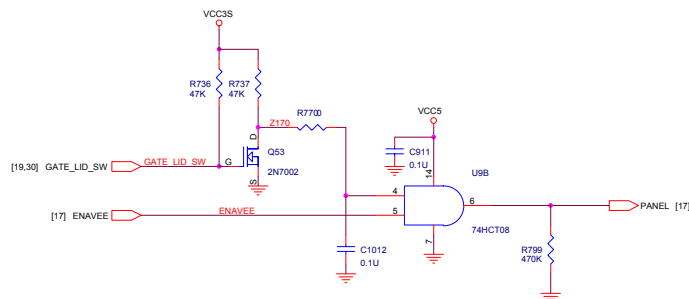 VCC3S
R736
47K
R737
47K
R7700
VCC5
D
Z170
Q53
C911
0.1U
14
U9B
[19,30] GATE_LID_SW
GATE_LID_SW
G
2N7002
S
4
6
PANEL [17]
[17] ENAVEE
ENAVEE
5
7
74HCT08
C1012
0.1U
R799
470K